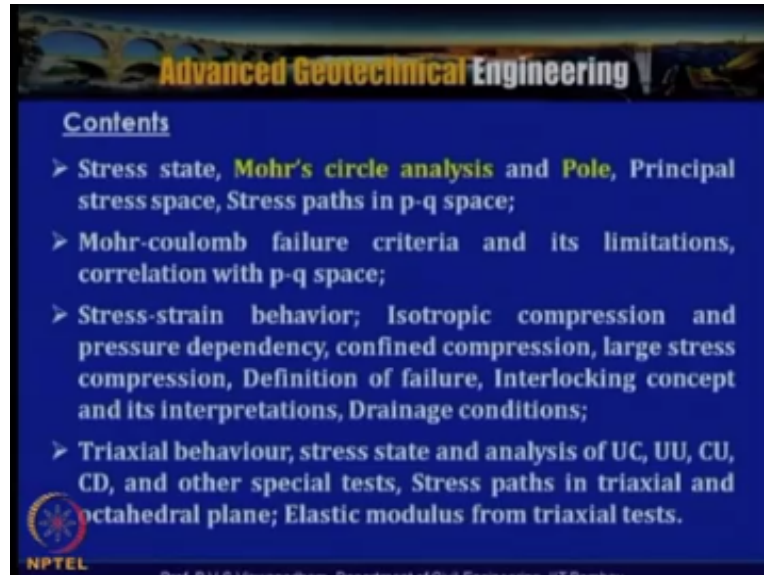 Advanced Geotechnical Engineering
Contents
➢ Stress state, Mohr's circle analysis and Pole, Principal
stress space, Stress paths in p-q space;
➢ Mohr-coulomb failure criteria and its limitations,
correlation with p-q space;
➢ Stress-strain behavior; Isotropic compression and
pressure dependency, confined compression, large stress
compression, Definition of failure, Interlocking concept
and its interpretations, Drainage conditions;
➢ Triaxial behaviour, stress state and analysis of UC, UU, CU,
CD, and other special tests, Stress paths in triaxial and
octahedral plane; Elastic modulus from triaxial tests.
NPTEL